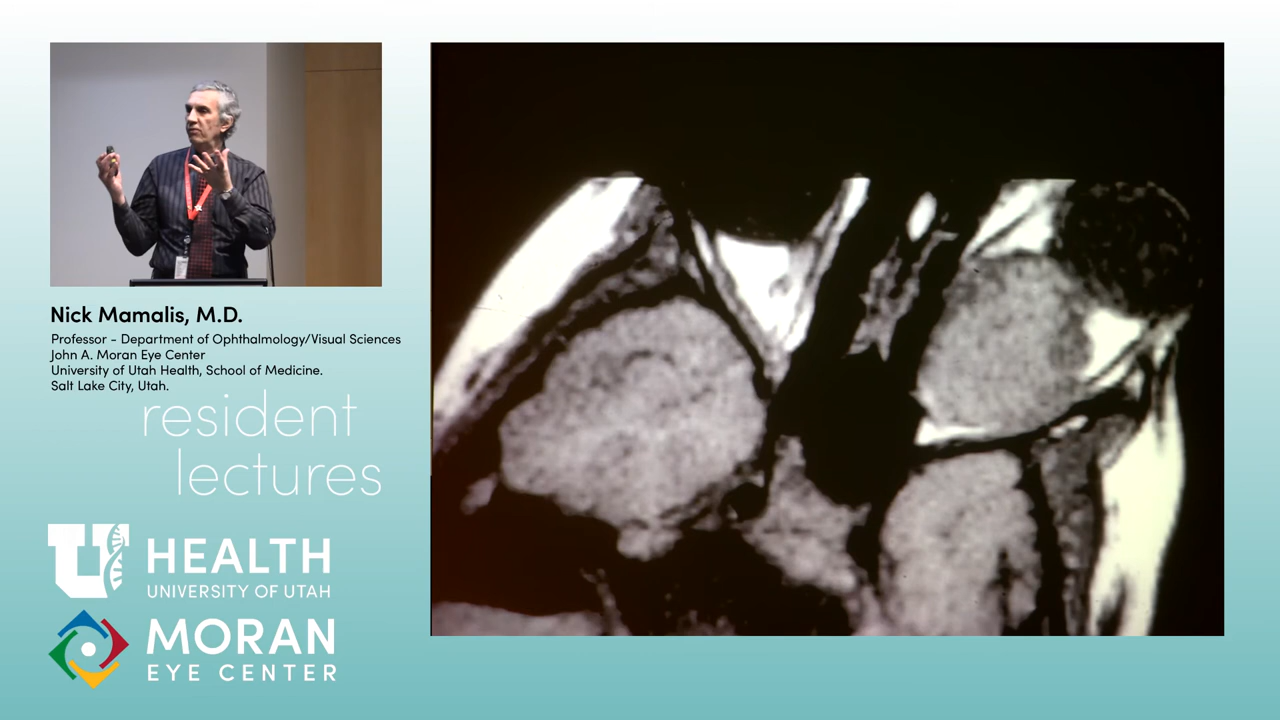 Nick Mamalis, M.D.
Professor - Department of Ophthalmology/Visual Sciences
John A. Moran Eye Center
University of Utah Health, School of Medicine.
Salt Lake City, Utah.
resident
lectures
U HEALTH
UNIVERSITY OF UTAH
MORAN
EYE CENTER